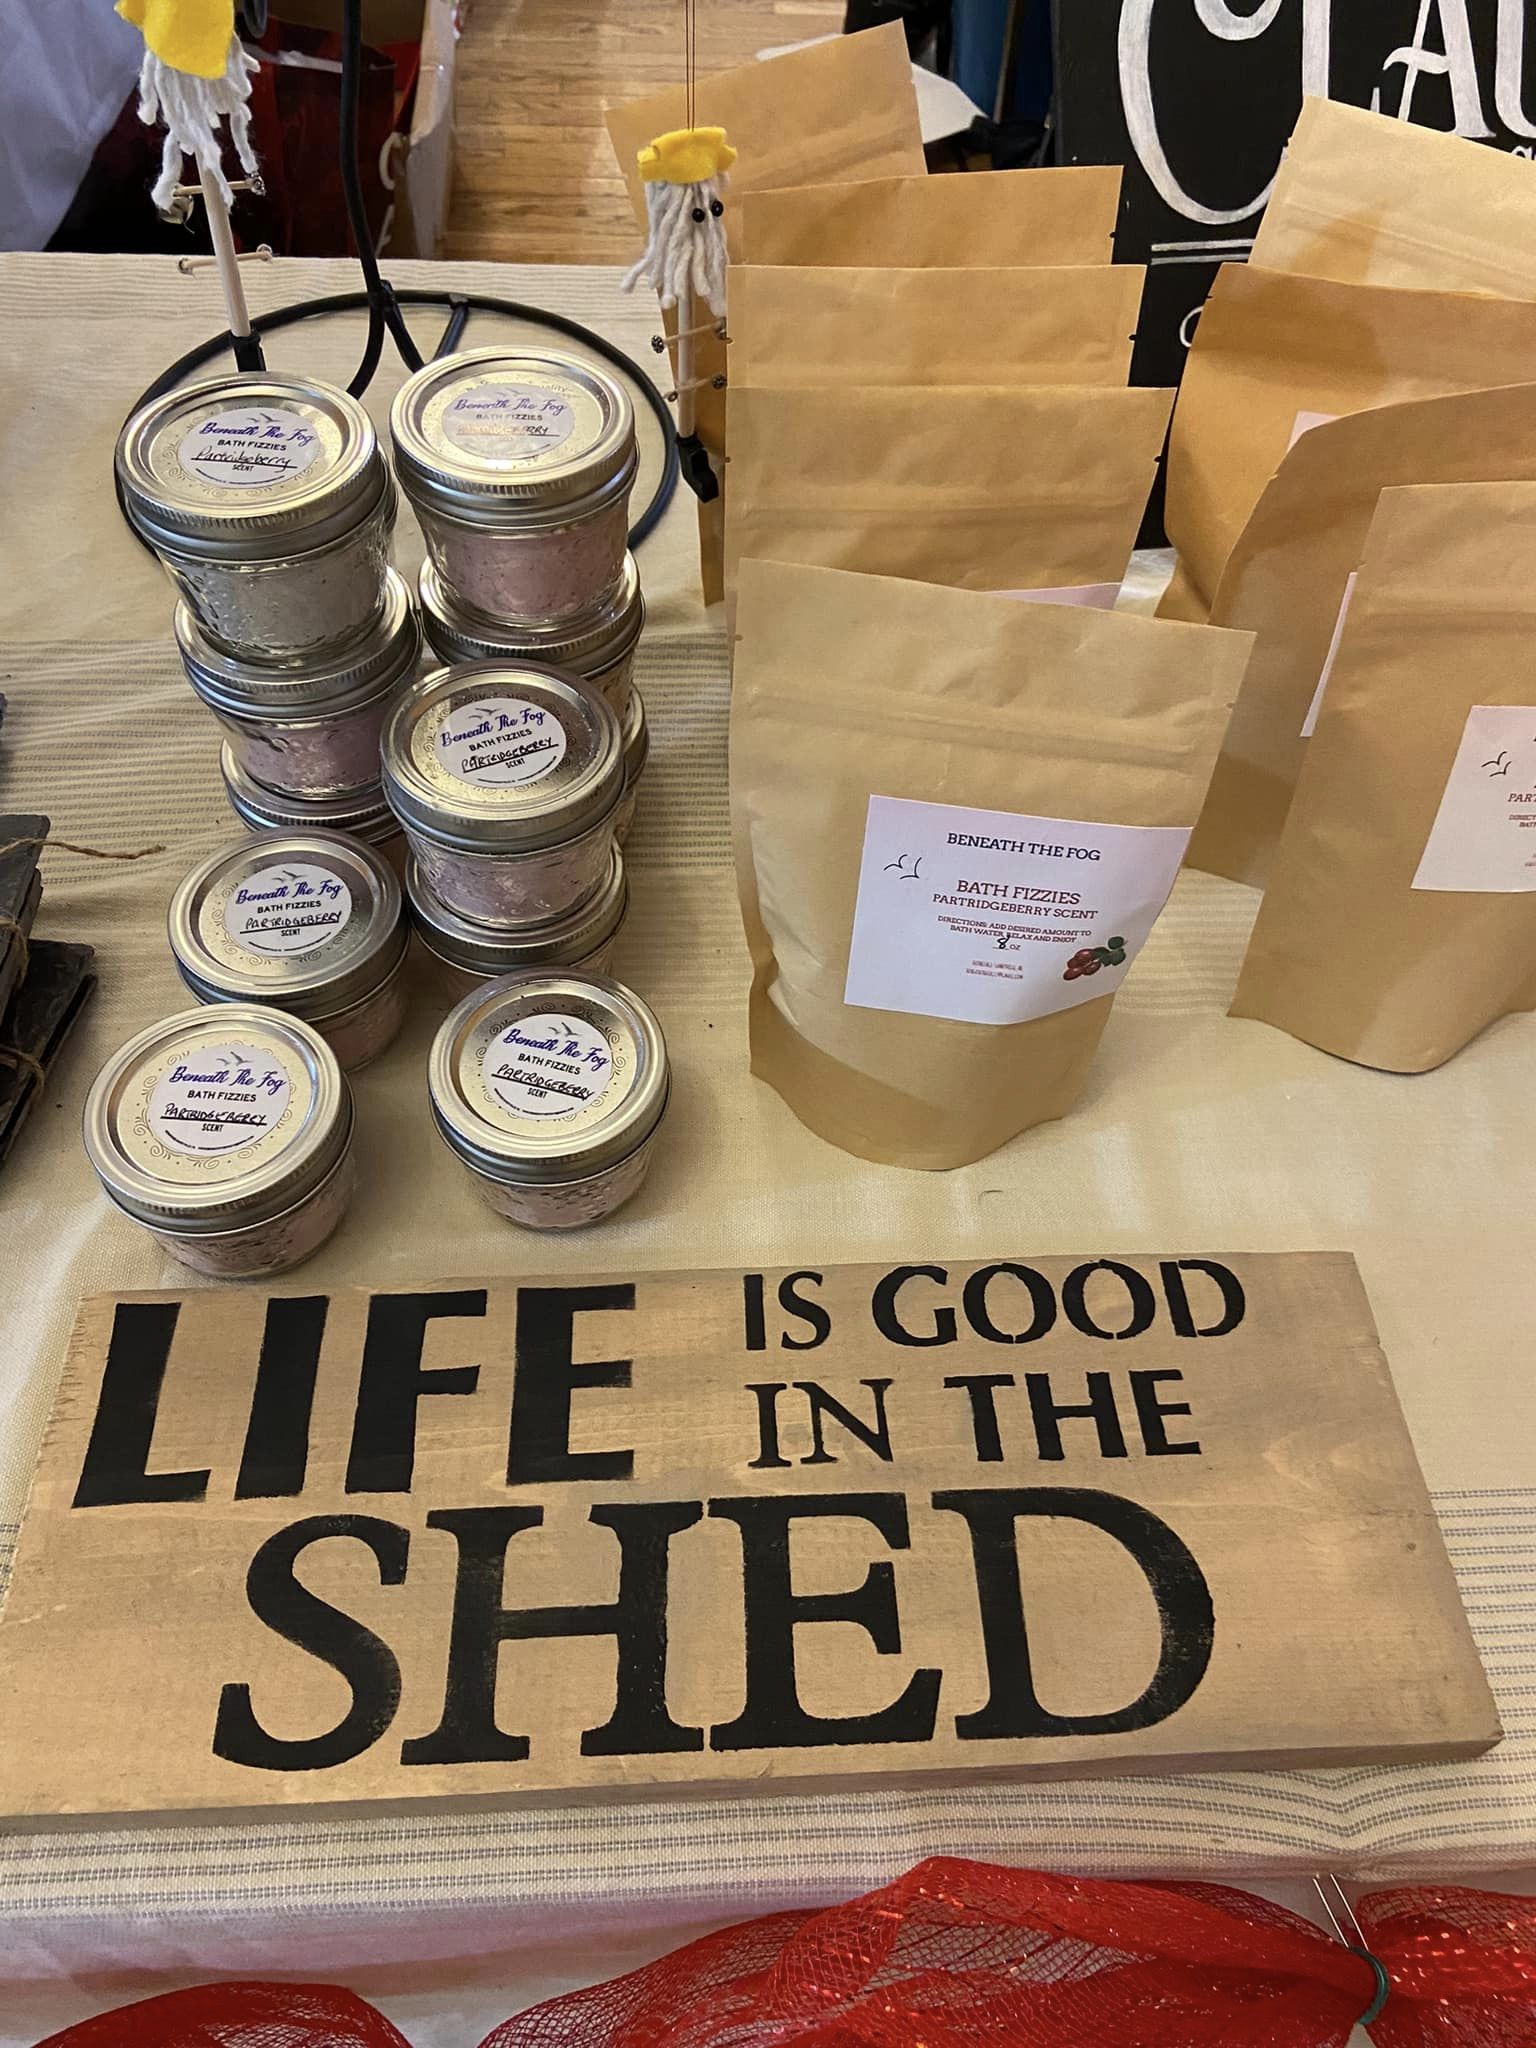 Beneath The Fog
BATH FIZZIES
Partridgeberry
SCENT
Beneath The Fog
BATH FIZZIES
PARTRIDGEBERRY
Beneath The Fog
BATH FIZZIES
PARTRIDGEBERRY
SCENT
Beneath The Fog
BATH FIZZIES
PARTRIDGEBERRY
SCENT
Beneath The Fog
BATH FIZZIES
PARTRIDGEBERRY
SCENT
Beneath The Fog
BATH FIZZIES
PARTRIDGEBERRY
SCENT
BENEATH THE FOG
BATH FIZZIES
PARTRIDGEBERRY SCENT
DIRECTIONS: ADD DESIRED AMOUNT TO
BATH WATER, RELAX AND ENJOY
8 OZ
PART
LIFE IS GOOD
IN THE
SHED